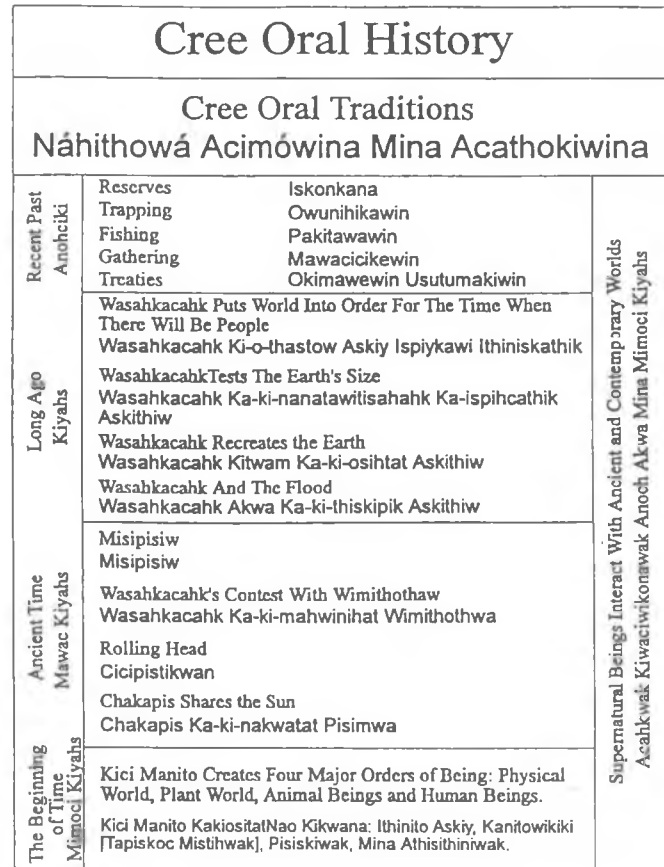 Cree Oral History
Cree Oral Traditions
Náhithowá Acimówina Mina Acathokiwina
Recent Past
Anohciki
Reserves Iskonkana
Trapping Owunihikawin
Fishing Pakitawawin
Gathering Mawacicikewin
Treaties Okimawewin Usutumakiwin
Long Ago
Kiyahs
Wasahkacahk Puts World Into Order For The Time When
There Will Be People
Wasahkacahk Ki-o-thastow Askiy Ispiykawi Ithiniskathik
WasahkacahkTests The Earth's Size
Wasahkacahk Ka-ki-nanatawitisahahk Ka-ispihcathik
Askithiw
Wasahkacahk Recreates the Earth
Wasahkacahk Kitwam Ka-ki-osihtat Askithiw
Wasahkacahk And The Flood
Wasahkacahk Akwa Ka-ki-thiskipik Askithiw
Ancient Time
Mawac Kiyahs
Misipisiw
Misipisiw
Wasahkacahk's Contest With Wimithothaw
Wasahkacahk Ka-ki-mahwinihat Wimithothwa
Rolling Head
Cicipistikwan
Chakapis Shares the Sun
Chakapis Ka-ki-nakwatat Pisimwa
The Beginning
of Time
Mimoci Kiyahs
Kici Manito Creates Four Major Orders of Being: Physical
World, Plant World, Animal Beings and Human Beings.
Kici Manito KakiositatNao Kikwana: Ithinito Askiy, Kanitowikiki
[Tapiskoc Mistihwak], Pisiskiwak, Mina Athisithiniwak.
Supernatural Beings Interact With Ancient and Contemporary Worlds
Acahkwak Kiwaciwikonawak Anoch Akwa Mina Mimoci Kiyahs